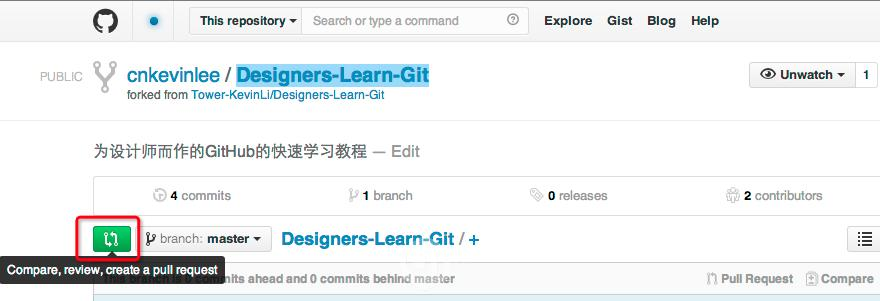 This repository Search or type a command Explore Gist Blog Help
PUBLIC cnkevinlee / Designers-Learn-Git Unwatch 1
forked from Tower-KevinLi/Designers-Learn-Git
为设计师而作的GitHub的快速学习教程 — Edit
4 commits 1 branch 0 releases 2 contributors
branch: master Designers-Learn-Git / +
Compare, review, create a pull request
This branch is 0 commits ahead and 0 commits behind master Pull Request Compare